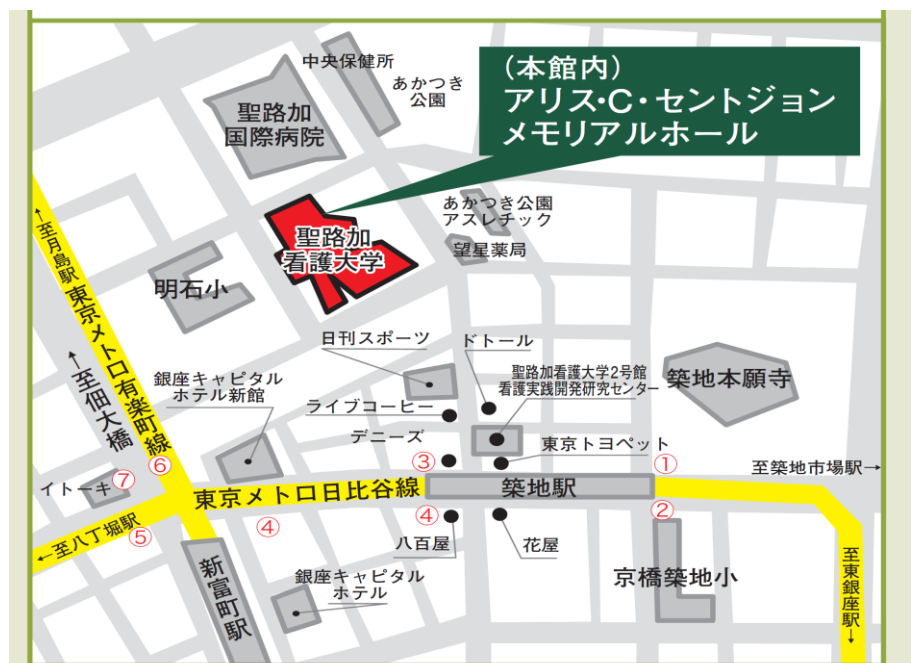 中央保健所
あかつき
公園
(本館内)
アリス・C・セントジョン
メモリアルホール
聖路加
国際病院
あかつき公園
アスレチック
望星薬局
聖路加
看護大学
明石小
←至月島駅
東京メトロ有楽町線
←至佃大橋
日刊スポーツ
ドトール
銀座キャピタル
ホテル新館
聖路加看護大学2号館
看護実践開発研究センター
築地本願寺
ライブコーヒー
デニーズ
東京トヨペット
③
①
⑥
⑦
イトーキ
至築地市場駅→
東京メトロ日比谷線
築地駅
④
④
②
⑤
←至八丁堀駅
八百屋
花屋
新富町駅
銀座キャピタル
ホテル
京橋築地小
至東銀座駅→